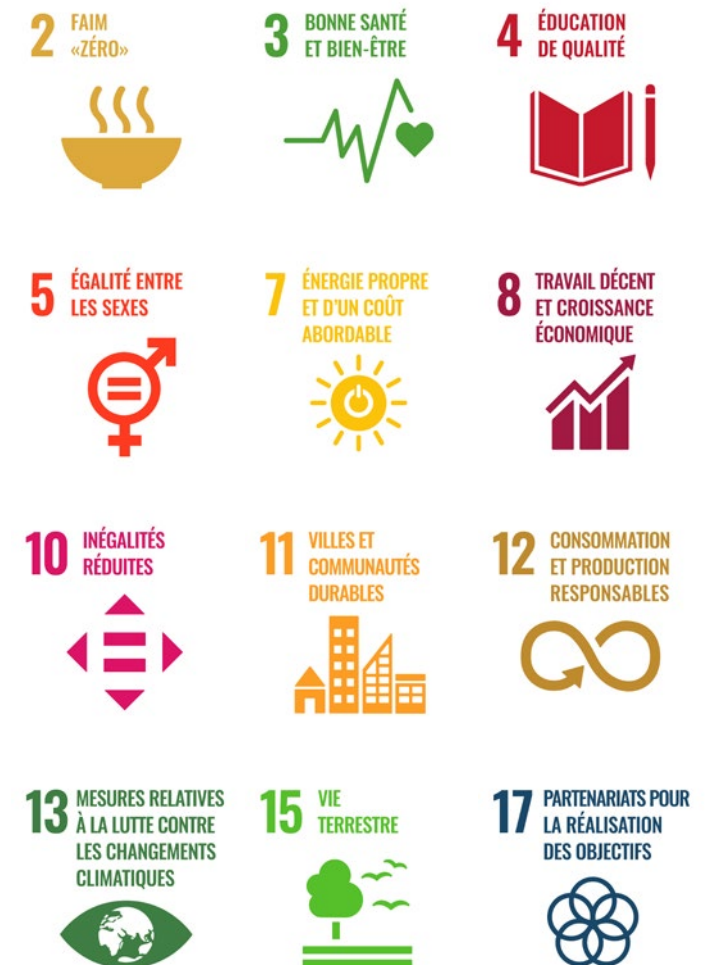 2 FAIM
«ZÉRO»
3 BONNE SANTÉ
ET BIEN-ÊTRE
4 ÉDUCATION
DE QUALITÉ
5 ÉGALITÉ ENTRE
LES SEXES
7 ÉNERGIE PROPRE
ET D'UN COÛT
ABORDABLE
8 TRAVAIL DÉCENT
ET CROISSANCE
ÉCONOMIQUE
10 INÉGALITÉS
RÉDUITES
11 VILLES ET
COMMUNAUTÉS
DURABLES
12 CONSOMMATION
ET PRODUCTION
RESPONSABLES
13 MESURES RELATIVES
À LA LUTTE CONTRE
LES CHANGEMENTS
CLIMATIQUES
15 VIE
TERRESTRE
17 PARTENARIATS POUR
LA RÉALISATION
DES OBJECTIFS